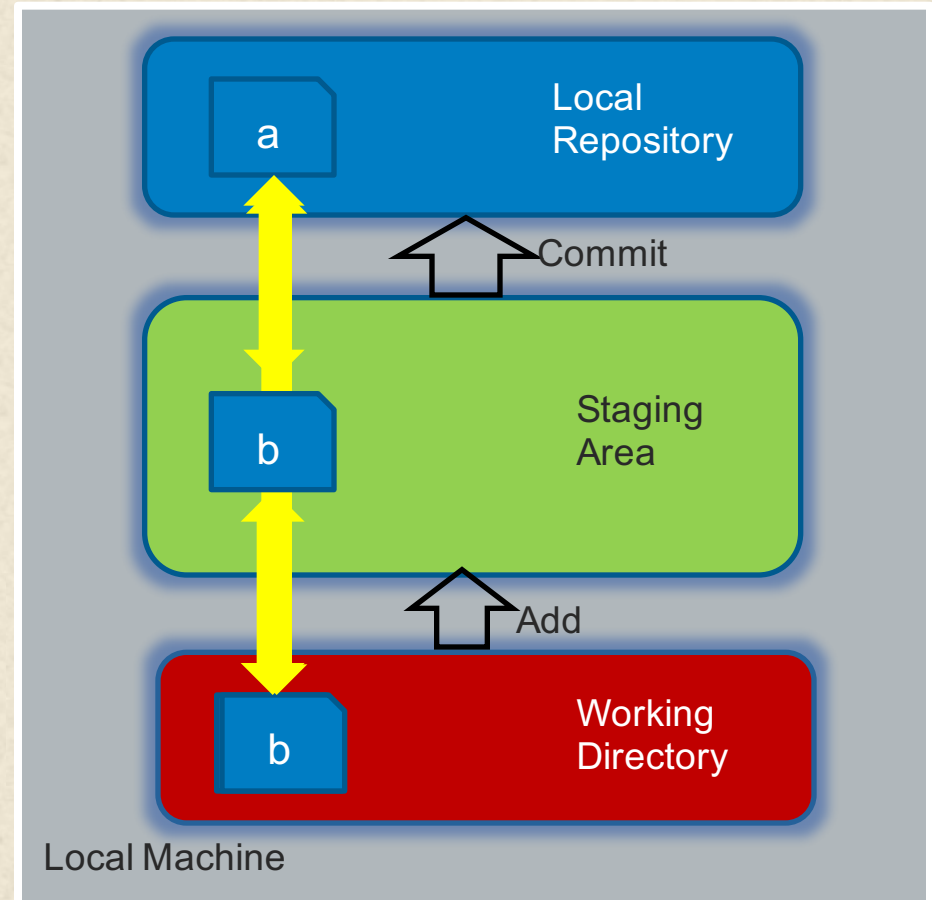 a
Local
Repository
Commit
b
Staging
Area
Add
b
Working
Directory
Local Machine